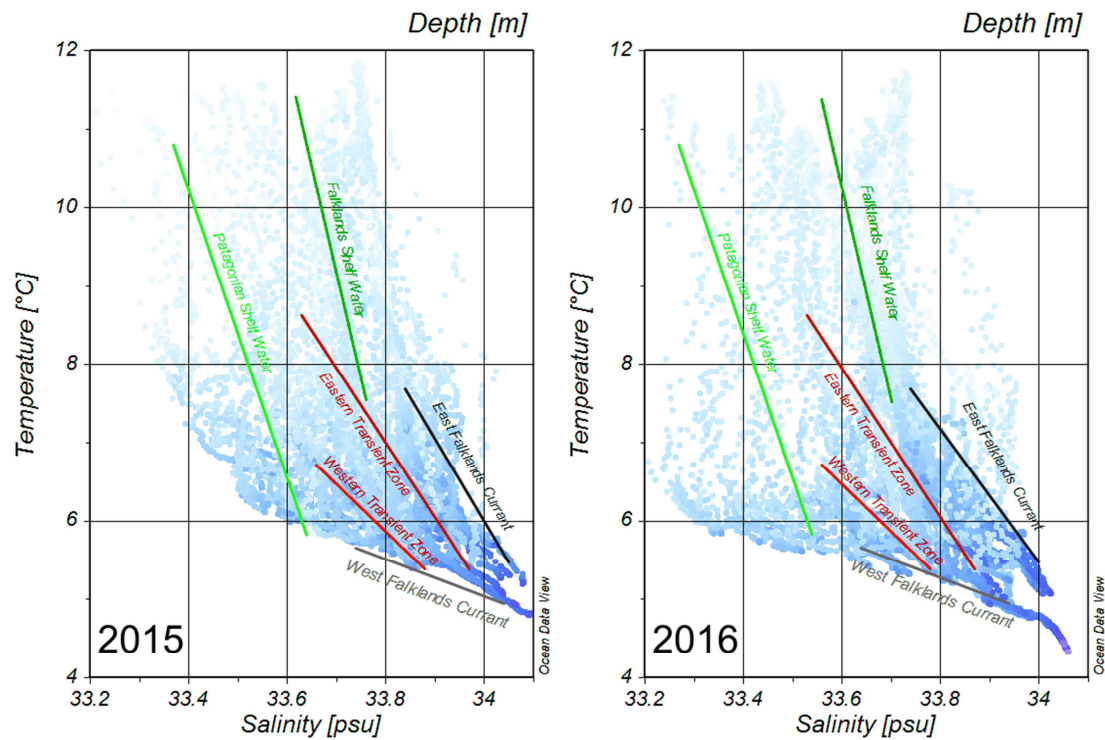 Depth [m]
Depth [m]
12
10
8
6
4
Temperature [°C]
Patagonian Shelf Water
Falklands Shelf Water
Eastern Transient Zone
Western Transient Zone
East Falklands Currant
West Falklands Currant
2015
Ocean Data View
33.2
33.4
33.6
33.8
34
Salinity [psu]
12
10
8
6
4
Temperature [°C]
Patagonian Shelf Water
Falklands Shelf Water
Eastern Transient Zone
Western Transient Zone
East Falklands Currant
West Falklands Currant
2016
Ocean Data View
33.2
33.4
33.6
33.8
34
Salinity [psu]